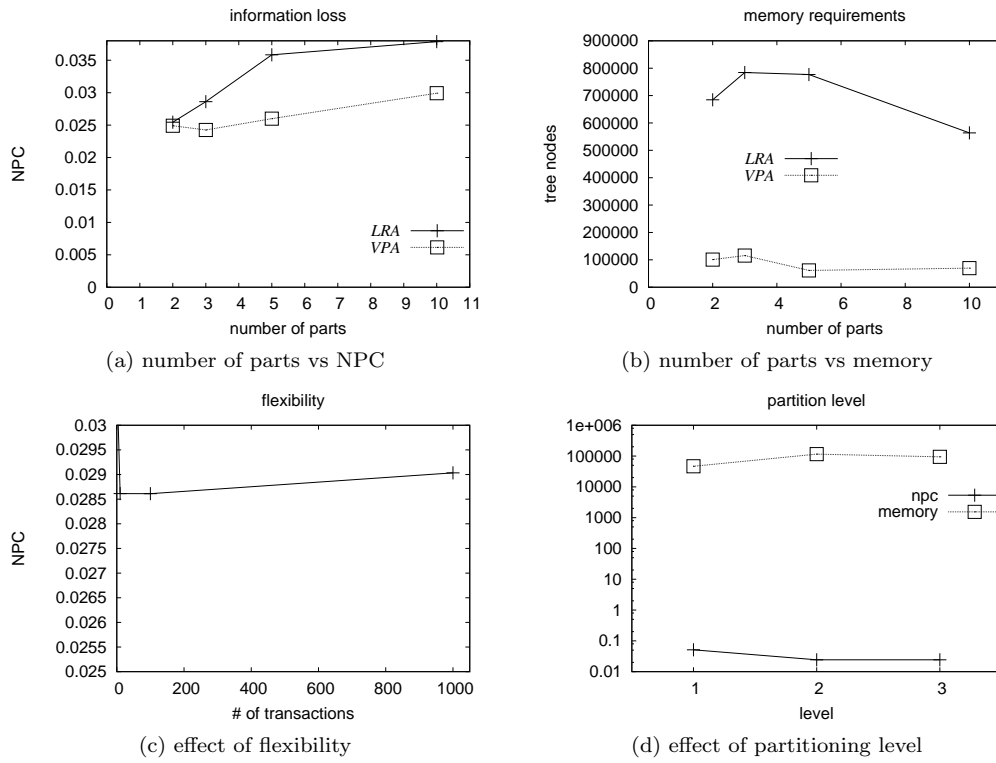 information loss
0.035
0.03
0.025
0.02
0.015
0.01
0.005
0
NPC
LRA
VPA
0 1 2 3 4 5 6 7 8 9 10 11
number of parts
(a) number of parts vs NPC
memory requirements
900000
800000
700000
600000
500000
400000
300000
200000
100000
0
tree nodes
LRA
VPA
0 2 4 6 8 10
number of parts
(b) number of parts vs memory
flexibility
0.03
0.0295
0.029
0.0285
0.028
0.0275
0.027
0.0265
0.026
0.0255
0.025
NPC
0 200 400 600 800 1000
# of transactions
(c) effect of flexibility
partition level
1e+006
100000
10000
1000
100
10
1
0.1
0.01
npc
memory
1 2 3
level
(d) effect of partitioning level